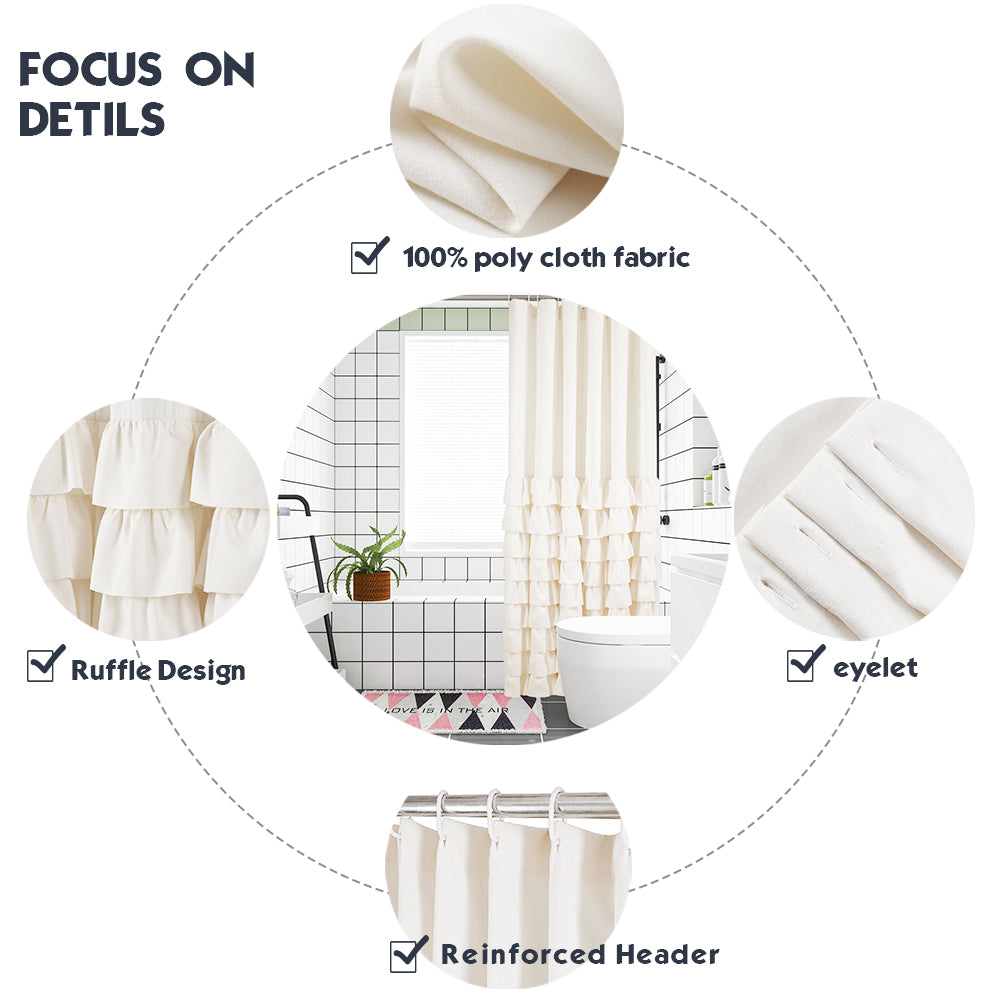 FOCUS ON
DETILS
100% poly cloth fabric
Ruffle Design
eyelet
LOVE IS IN THE AIR
Reinforced Header